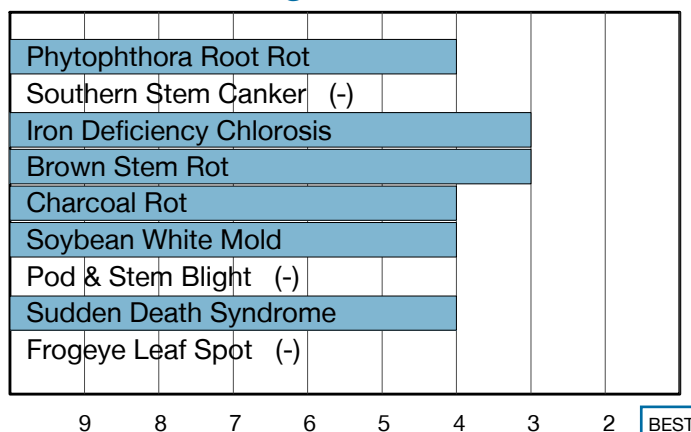 Phytophthora Root Rot
Southern Stem Canker (-)
Iron Deficiency Chlorosis
Brown Stem Rot
Charcoal Rot
Soybean White Mold
Pod & Stem Blight (-)
Sudden Death Syndrome
Frogeye Leaf Spot (-)
9 8 7 6 5 4 3 2 BEST